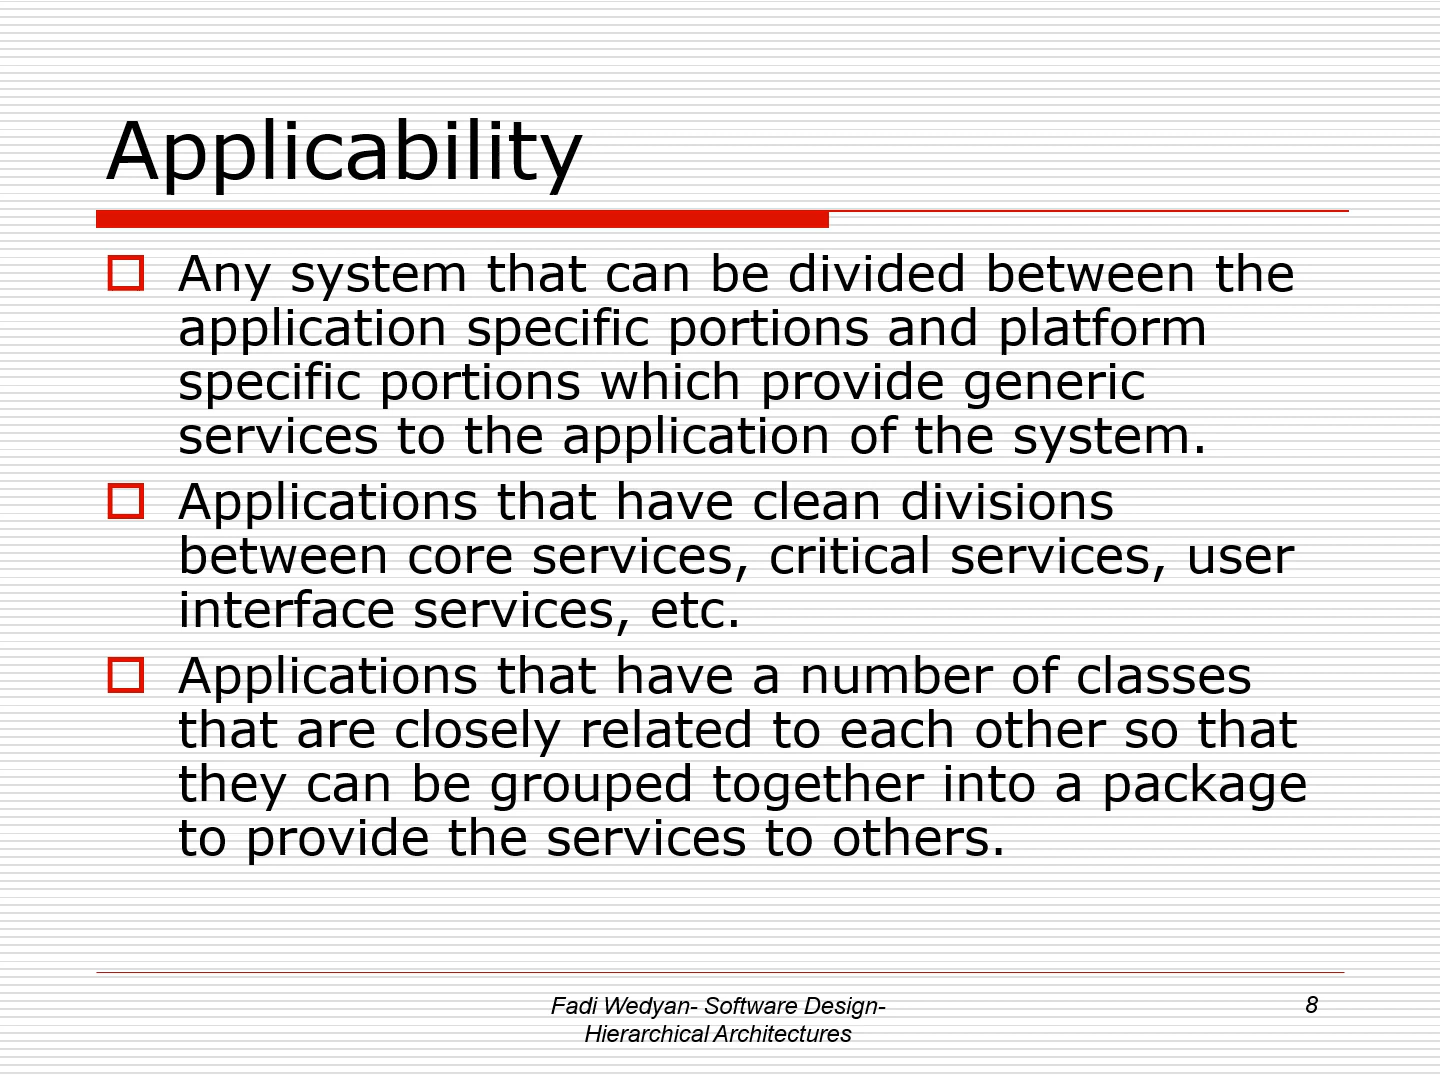 Applicability
Any system that can be divided between the
application specific portions and platform
specific portions which provide generic
services to the application of the system.
Applications that have clean divisions
between core services, critical services, user
interface services, etc.
Applications that have a number of classes
that are closely related to each other so that
they can be grouped together into a package
to provide the services to others.
Fadi Wedyan- Software Design-
Hierarchical Architectures
8